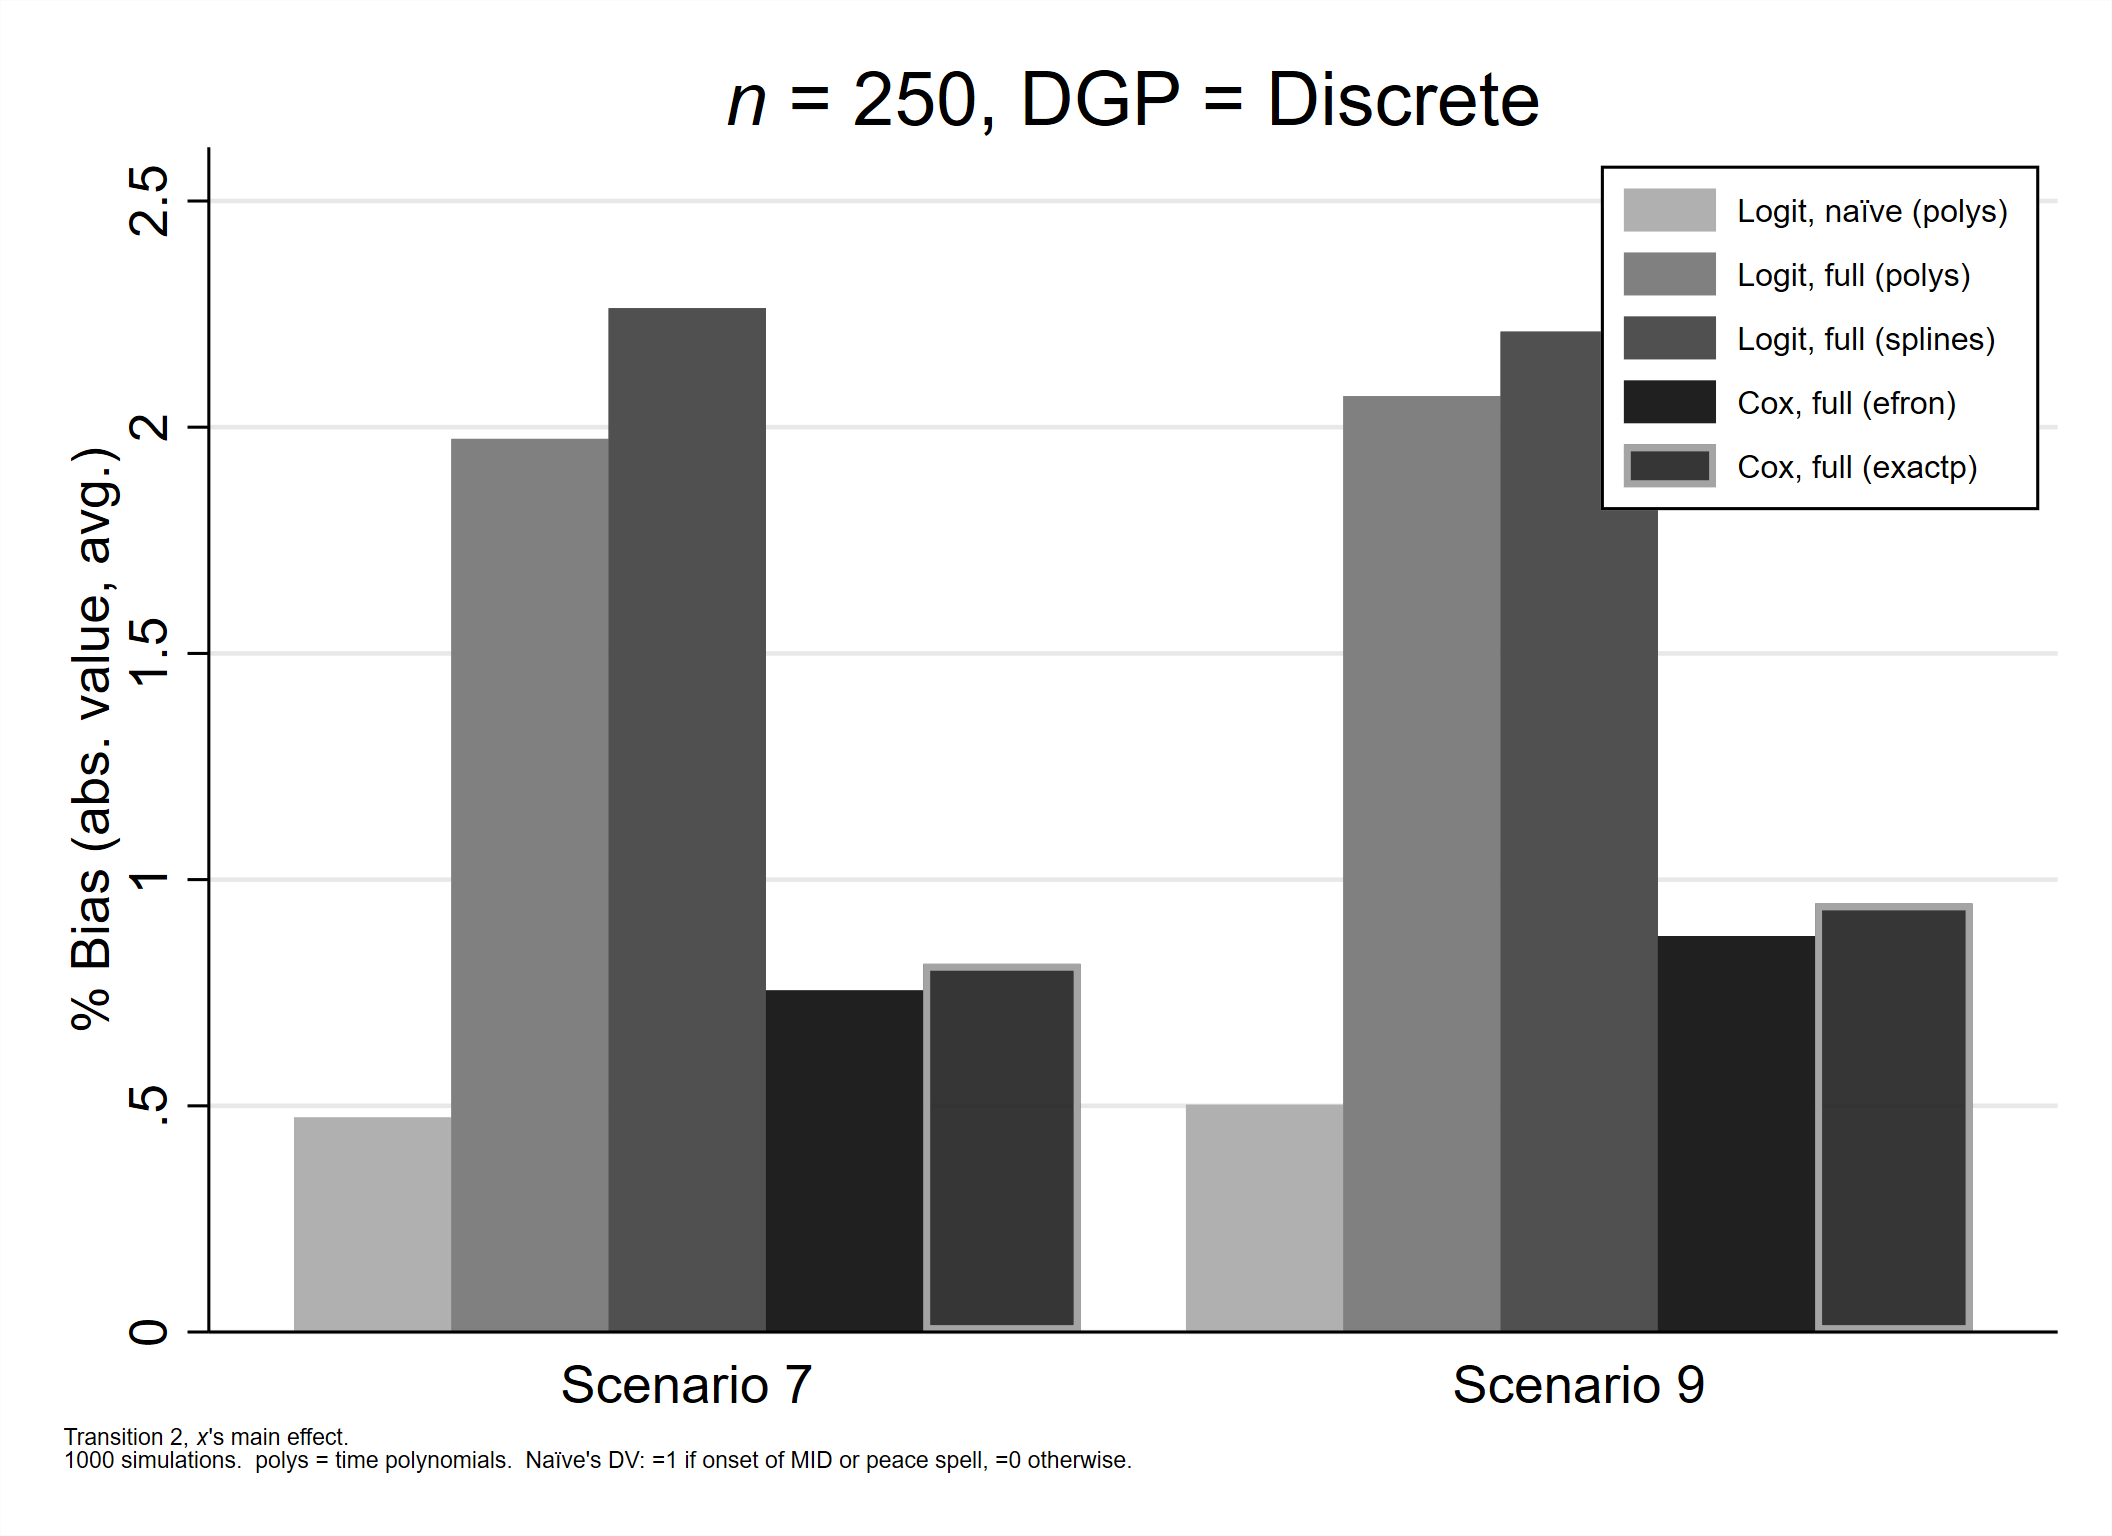 n = 250, DGP = Discrete
% Bias (abs. value, avg.)
2.5
2
1.5
1
.5
0
Logit, naïve (polys)
Logit, full (polys)
Logit, full (splines)
Cox, full (efron)
Cox, full (exactp)
Scenario 7
Scenario 9
Transition 2, x's main effect.
1000 simulations.  polys = time polynomials.  Naïve's DV: =1 if onset of MID or peace spell, =0 otherwise.